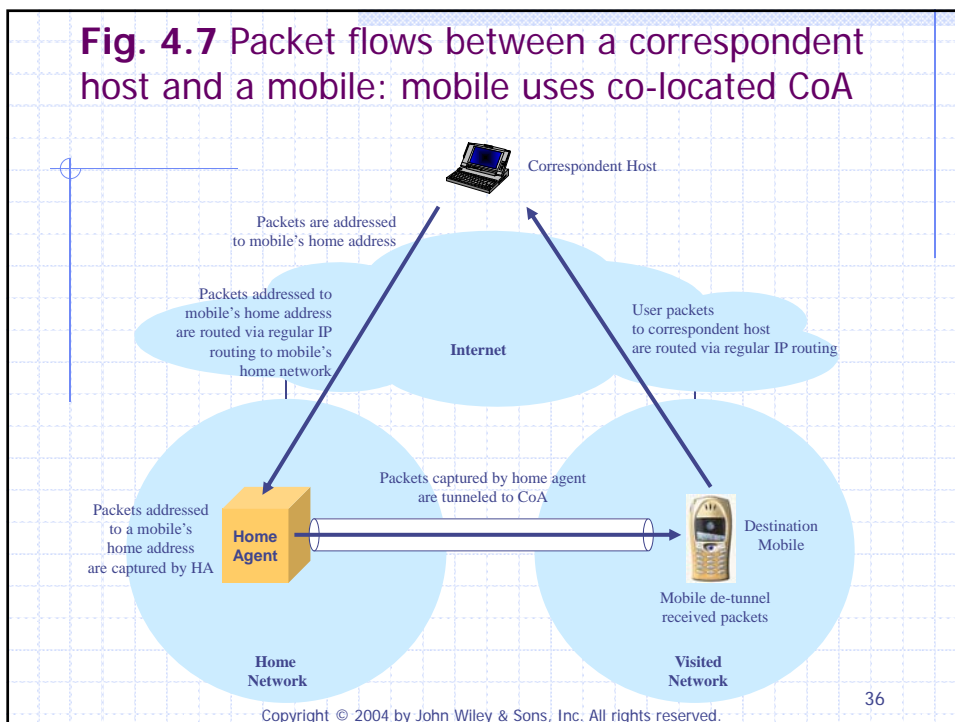 Fig. 4.7 Packet flows between a correspondent
host and a mobile: mobile uses co-located CoA
Correspondent Host
Packets are addressed
to mobile's home address
Packets addressed to
mobile's home address
are routed via regular IP
routing to mobile's
home network
Internet
User packets
to correspondent host
are routed via regular IP routing
Packets captured by home agent
are tunneled to CoA
Packets addressed
to a mobile's
home address
are captured by HA
Home
Agent
Destination
Mobile
Mobile de-tunnel
received packets
Home
Network
Visited
Network
36
Copyright © 2004 by John Wiley & Sons, Inc. All rights reserved.